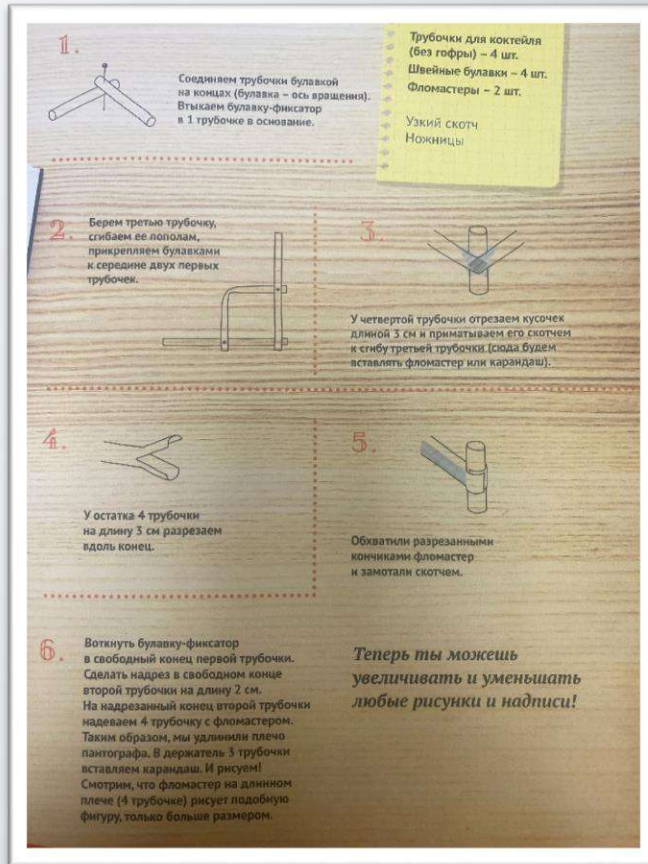 1.
Соединяем трубочки булавкой
на концах (булавка – ось вращения).
Втыкаем булавку-фиксатор
в 1 трубочке в основание.
Трубочки для коктейля
(без гофры) – 4 шт.
Швейные булавки – 4 шт.
Фломастеры – 2 шт.
Узкий скотч
Ножницы
2.
Берем третью трубочку,
сгибаем ее пополам,
прикрепляем булавками
к середине двух первых
трубочек.
3.
У четвертой трубочки отрезаем кусочек
длиной 3 см и приматываем его скотчем
к сгибу третьей трубочки (сюда будем
вставлять фломастер или карандаш).
4.
У остатка 4 трубочки
на длину 3 см разрезаем
вдоль конец.
5.
Обхватили разрезанными
кончиками фломастер
и замотали скотчем.
6.
Воткнуть булавку-фиксатор
в свободный конец первой трубочки.
Сделать надрез в свободном конце
второй трубочки на длину 2 см.
На надрезанный конец второй трубочки
надеваем 4 трубочку с фломастером.
Таким образом, мы удлинили плечо
пантографа. В держатель 3 трубочки
вставляем карандаш. И рисуем!
Смотрим, что фломастер на длинном
плече (4 трубочке) рисует подобную
фигуру, только больше размером.
Теперь ты можешь
увеличивать и уменьшать
любые рисунки и надписи!